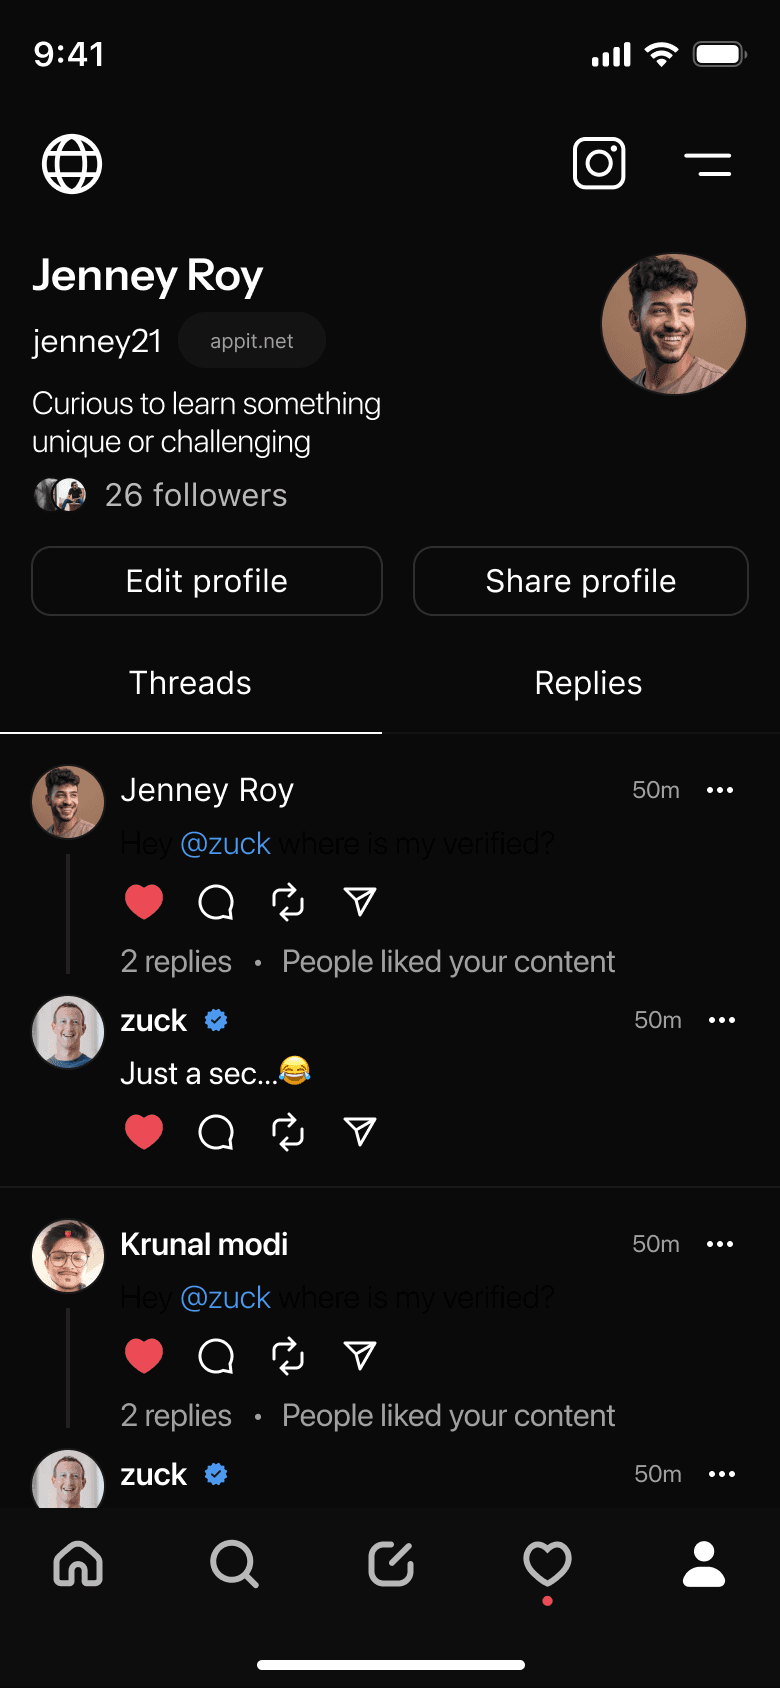 9:41
Jenney Roy
jenney21 appit.net
Curious to learn something
unique or challenging
26 followers
Edit profile Share profile
Threads Replies
Jenney Roy 50m
Hey @zuck where is my verified?
2 replies • People liked your content
zuck 50m
Just a sec...😂
Krunal modi 50m
Hey @zuck where is my verified?
2 replies • People liked your content
zuck 50m